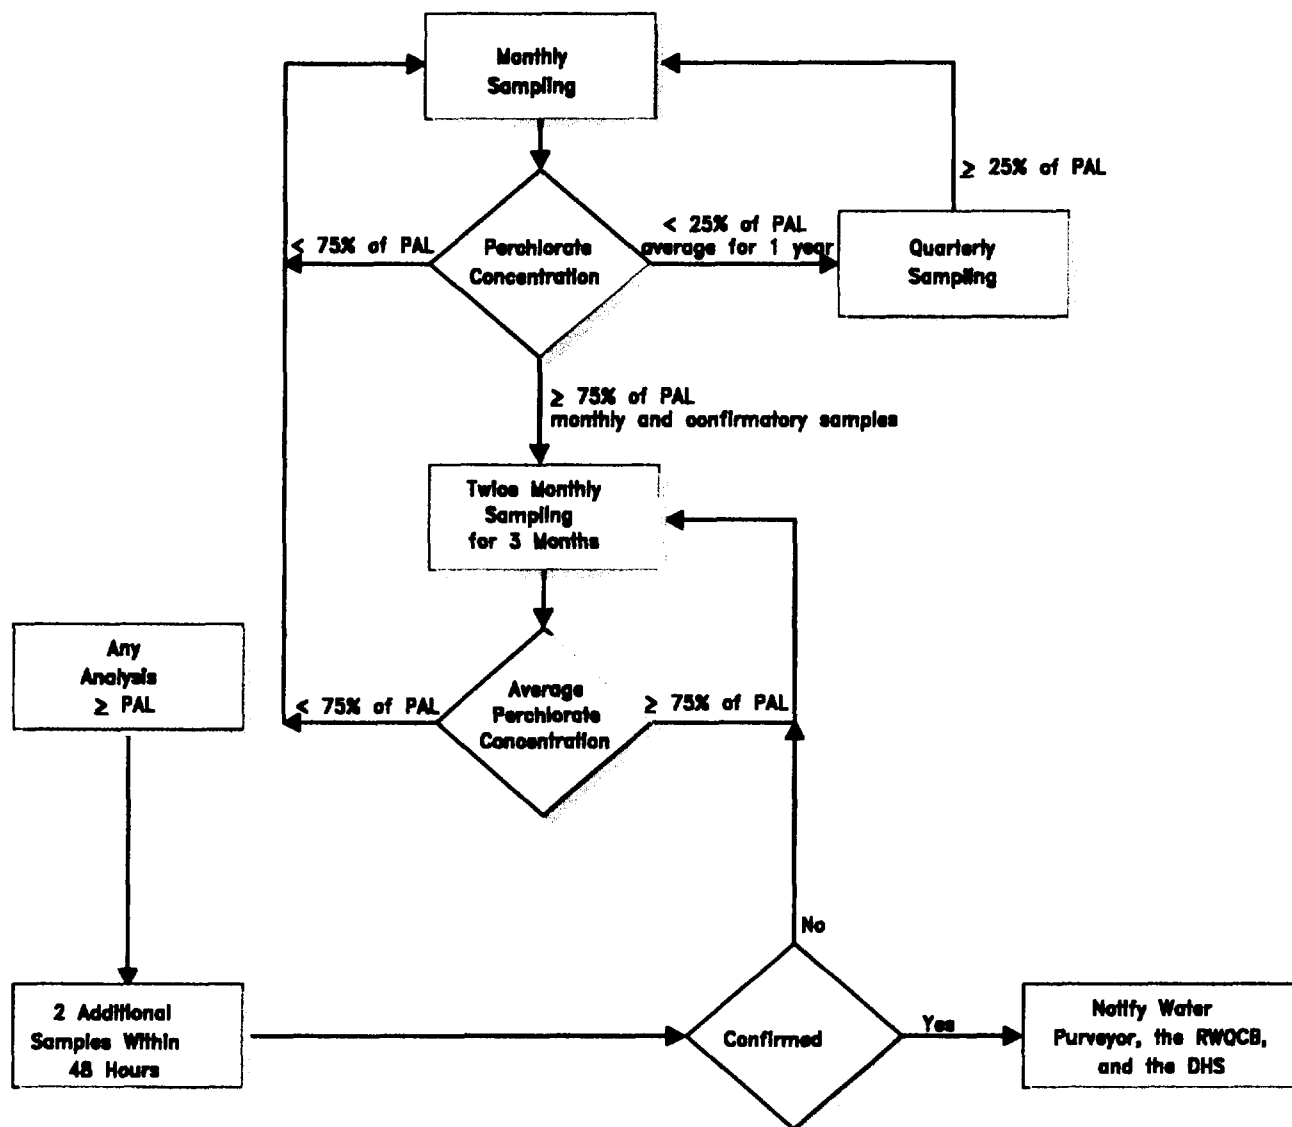 Monthly
Sampling
≥ 25% of PAL
< 25% of PAL
average for 1 year
< 75% of PAL
Perchlorate
Concentration
Quarterly
Sampling
≥ 75% of PAL
monthly and confirmatory samples
Twice Monthly
Sampling
for 3 Months
Any
Analysis
≥ PAL
< 75% of PAL
Average
Perchlorate
Concentration
≥ 75% of PAL
No
2 Additional
Samples Within
48 Hours
Confirmed
Yes
Notify Water
Purveyor, the RWQCB,
and the DHS